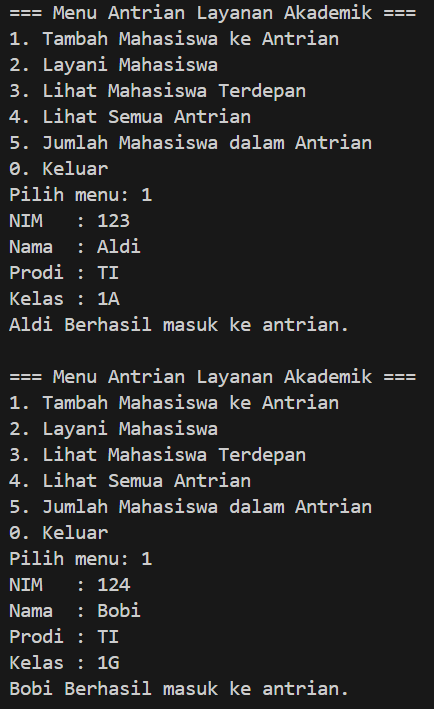 === Menu Antrian Layanan Akademik ===
1. Tambah Mahasiswa ke Antrian
2. Layani Mahasiswa
3. Lihat Mahasiswa Terdepan
4. Lihat Semua Antrian
5. Jumlah Mahasiswa dalam Antrian
0. Keluar
Pilih menu: 1
NIM   : 123
Nama  : Aldi
Prodi : TI
Kelas : 1A
Aldi Berhasil masuk ke antrian.

=== Menu Antrian Layanan Akademik ===
1. Tambah Mahasiswa ke Antrian
2. Layani Mahasiswa
3. Lihat Mahasiswa Terdepan
4. Lihat Semua Antrian
5. Jumlah Mahasiswa dalam Antrian
0. Keluar
Pilih menu: 1
NIM   : 124
Nama  : Bobi
Prodi : TI
Kelas : 1G
Bobi Berhasil masuk ke antrian.